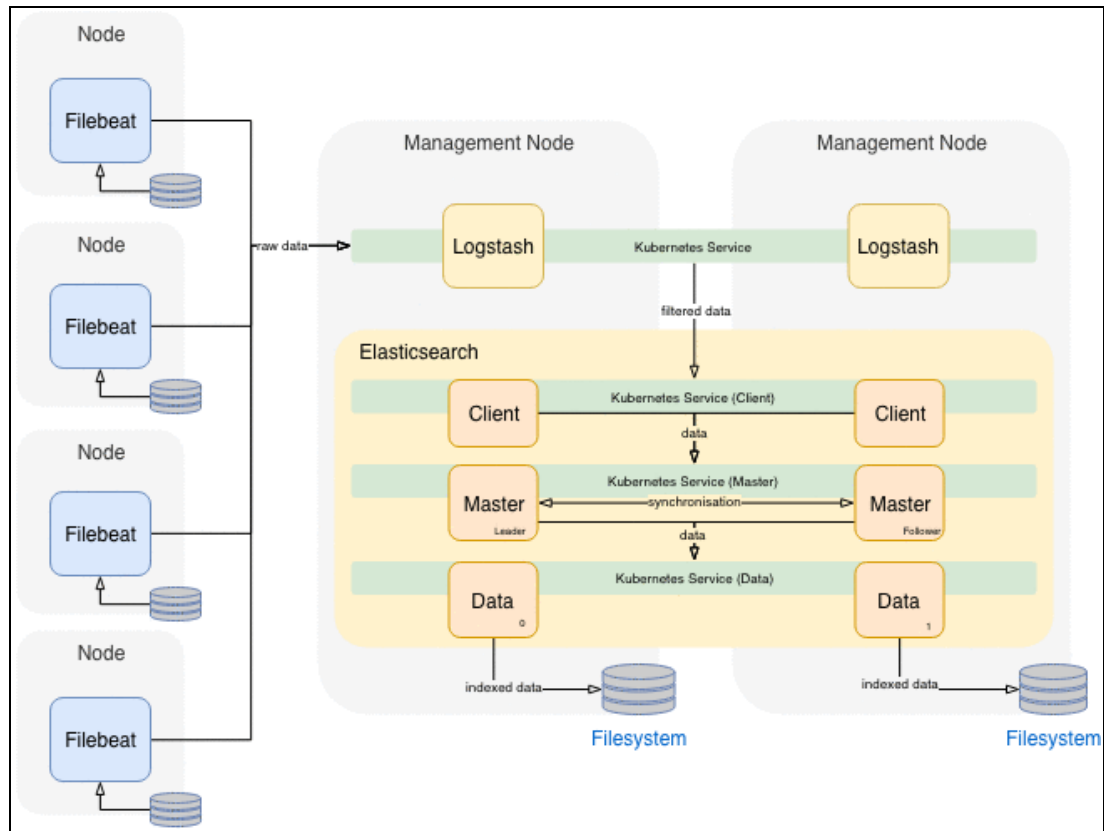 Node
Filebeat
Node
Filebeat
Node
Filebeat
Node
Filebeat
raw data
Management Node
Management Node
Logstash
Kubernetes Service
Logstash
filtered data
Elasticsearch
Client
Kubernetes Service (Client)
Client
data
Kubernetes Service (Master)
Master
synchronisation
Master
Leader
Follower
data
Kubernetes Service (Data)
Data
Data
0
1
indexed data
indexed data
Filesystem
Filesystem